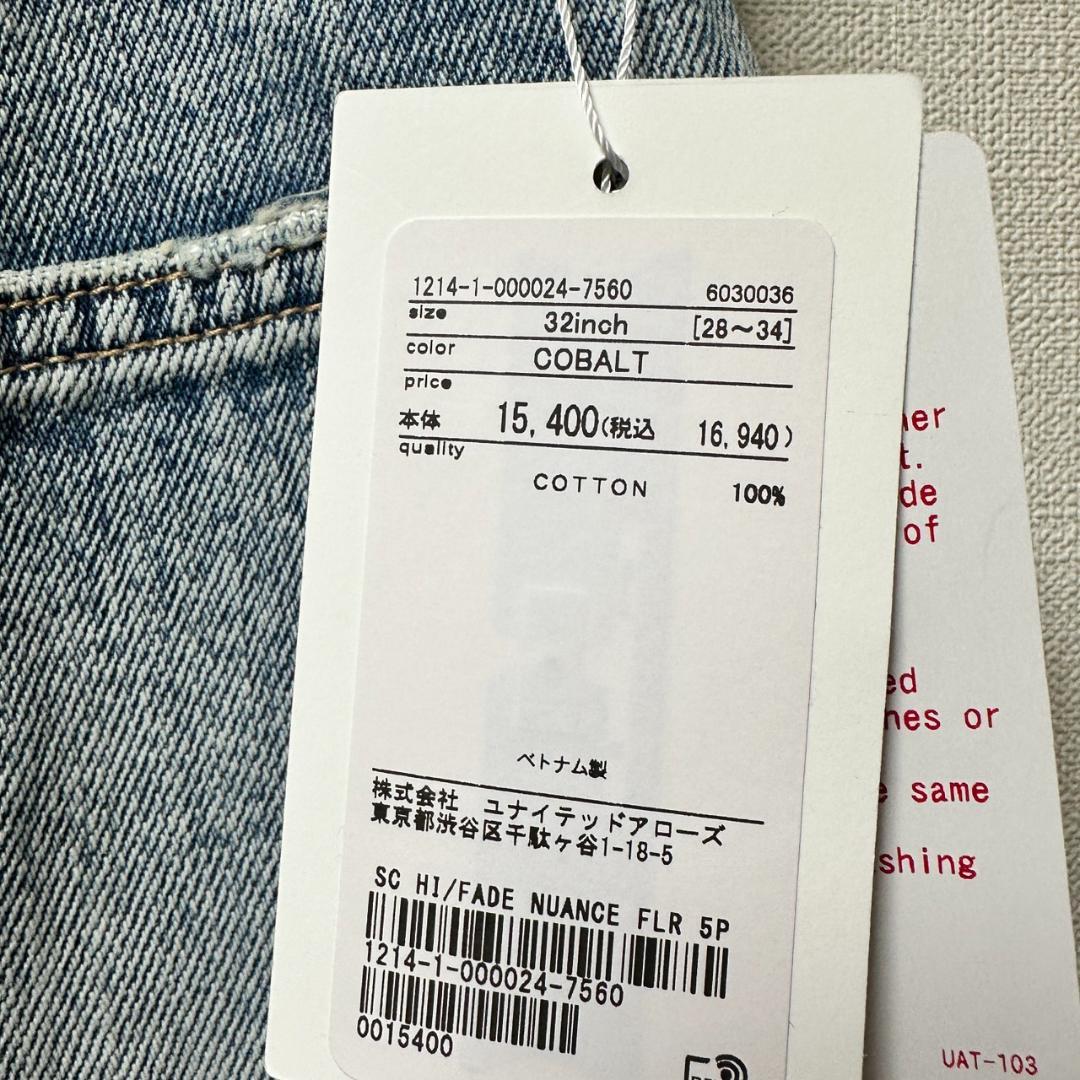 1214-1-000024-7560 6030036
size 32inch [28～34]
color COBALT
price
本体 15,400(税込 16,940)
quality
COTTON 100%
ベトナム製
株式会社 ユナイテッドアローズ
東京都渋谷区千駄ヶ谷1-18-5
SC HI/FADE NUANCE FLR 5P
1214-1-000024-7560
0015400
her
t.
de
of
ed
hes or
same
shing
UAT-103